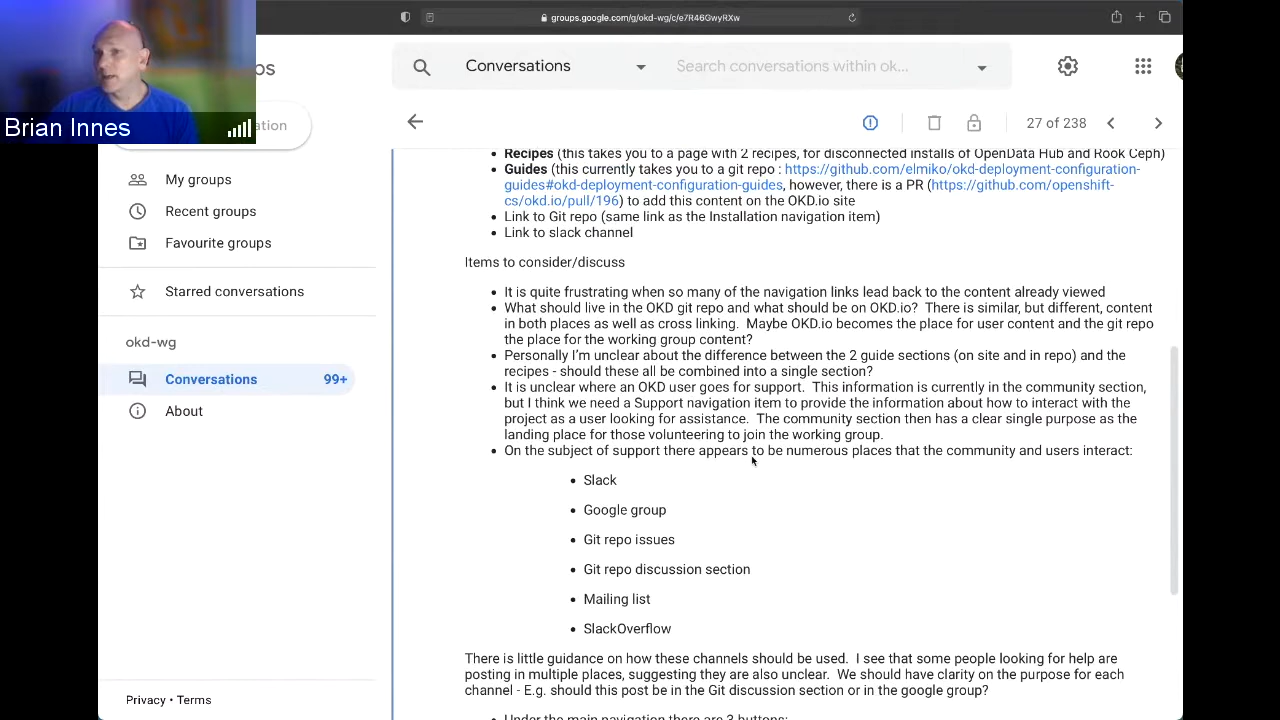 groups.google.com/g/okd-wg/c/e7R46GwyRXw
ps
Conversations
Search conversations within ok...
Brian Innes
ation
27 of 238
My groups
Recent groups
Favourite groups
Starred conversations
okd-wg
Conversations
99+
About
Privacy • Terms
• Recipes (this takes you to a page with 2 recipes, for disconnected installs of OpenData Hub and Rook Ceph)
• Guides (this currently takes you to a git repo : https://github.com/elmiko/okd-deployment-configuration-
guides#okd-deployment-configuration-guides, however, there is a PR (https://github.com/openshift-
cs/okd.io/pull/196) to add this content on the OKD.io site
• Link to Git repo (same link as the Installation navigation item)
• Link to slack channel
Items to consider/discuss
• It is quite frustrating when so many of the navigation links lead back to the content already viewed
• What should live in the OKD git repo and what should be on OKD.io?  There is similar, but different, content
in both places as well as cross linking.  Maybe OKD.io becomes the place for user content and the git repo
the place for the working group content?
• Personally I'm unclear about the difference between the 2 guide sections (on site and in repo) and the
recipes - should these all be combined into a single section?
• It is unclear where an OKD user goes for support.  This information is currently in the community section,
but I think we need a Support navigation item to provide the information about how to interact with the
project as a user looking for assistance.  The community section then has a clear single purpose as the
landing place for those volunteering to join the working group.
• On the subject of support there appears to be numerous places that the community and users interact:
• Slack
• Google group
• Git repo issues
• Git repo discussion section
• Mailing list
• SlackOverflow
There is little guidance on how these channels should be used.  I see that some people looking for help are
posting in multiple places, suggesting they are also unclear.  We should have clarity on the purpose for each
channel - E.g. should this post be in the Git discussion section or in the google group?
• Under the main navigation there are 3 buttons: